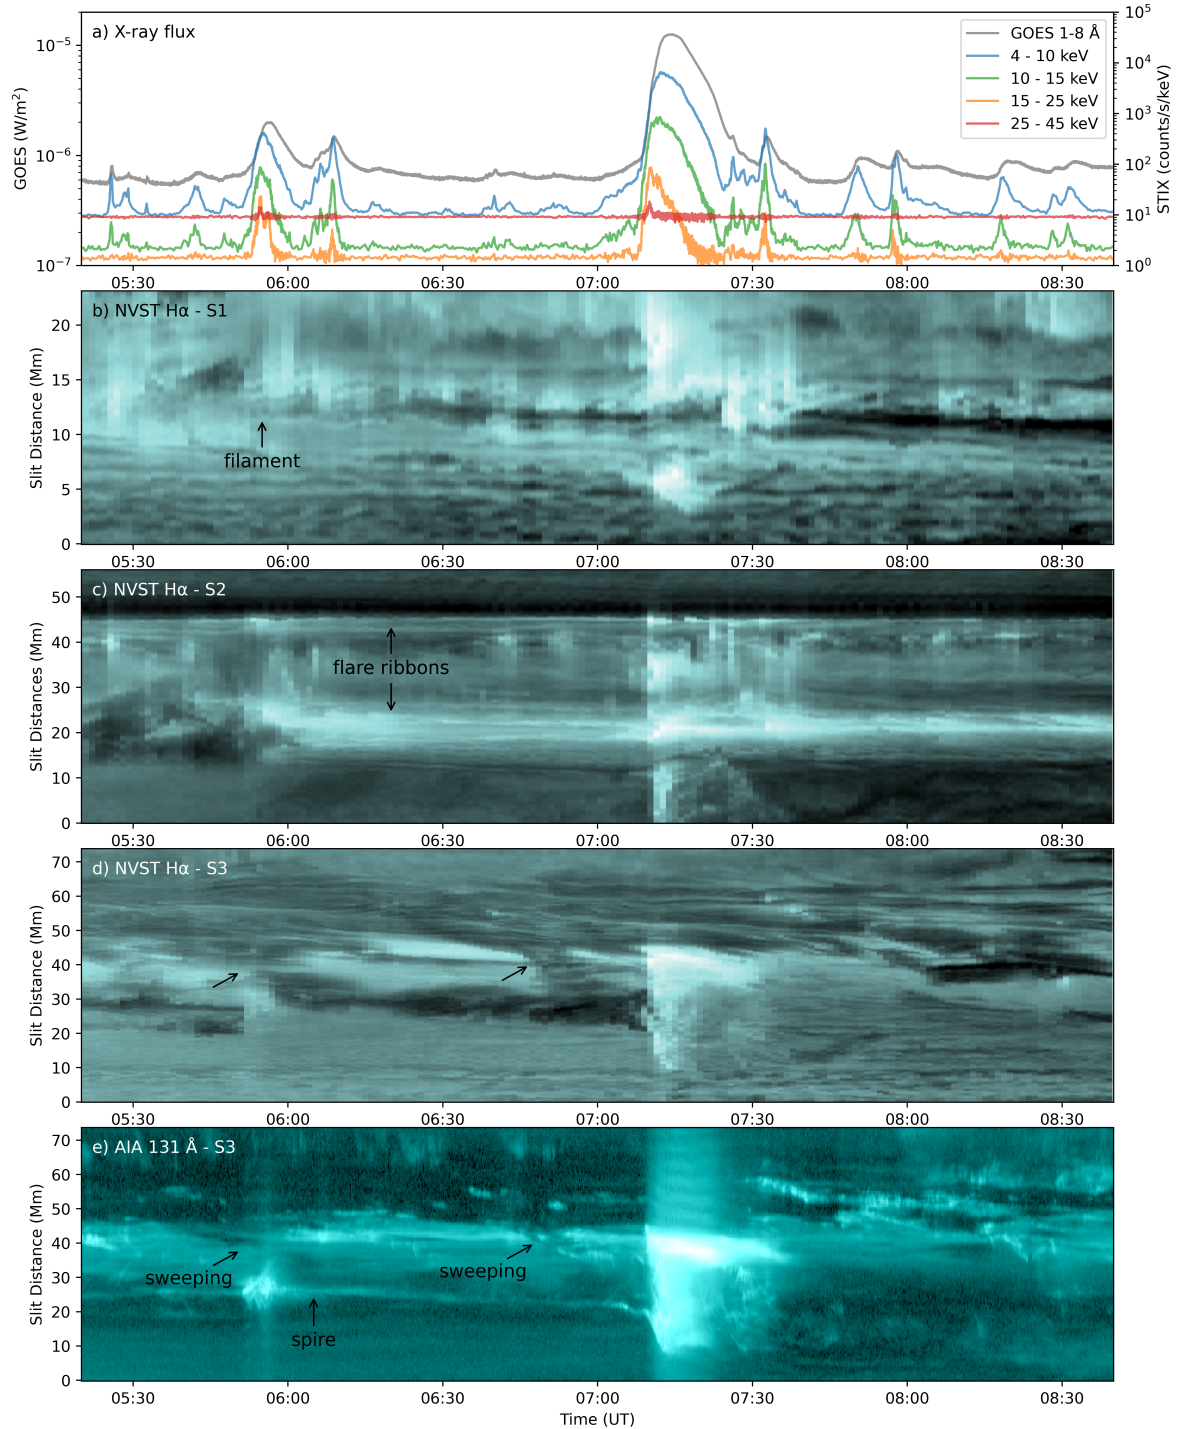 a) X-ray flux
GOES 1-8 Å
4 - 10 keV
10 - 15 keV
15 - 25 keV
25 - 45 keV
GOES (W/m²)
10⁻⁵
10⁻⁶
10⁻⁷
STIX (counts/s/keV)
10⁵
10⁴
10³
10²
10¹
10⁰
05:30 06:00 06:30 07:00 07:30 08:00 08:30
b) NVST Hα - S1
Slit Distance (Mm)
20
15
10
5
0
filament
05:30 06:00 06:30 07:00 07:30 08:00 08:30
c) NVST Hα - S2
Slit Distances (Mm)
50
40
30
20
10
0
flare ribbons
05:30 06:00 06:30 07:00 07:30 08:00 08:30
d) NVST Hα - S3
Slit Distance (Mm)
70
60
50
40
30
20
10
0
05:30 06:00 06:30 07:00 07:30 08:00 08:30
e) AIA 131 Å - S3
Slit Distance (Mm)
70
60
50
40
30
20
10
0
sweeping
sweeping
spire
05:30 06:00 06:30 07:00 07:30 08:00 08:30
Time (UT)